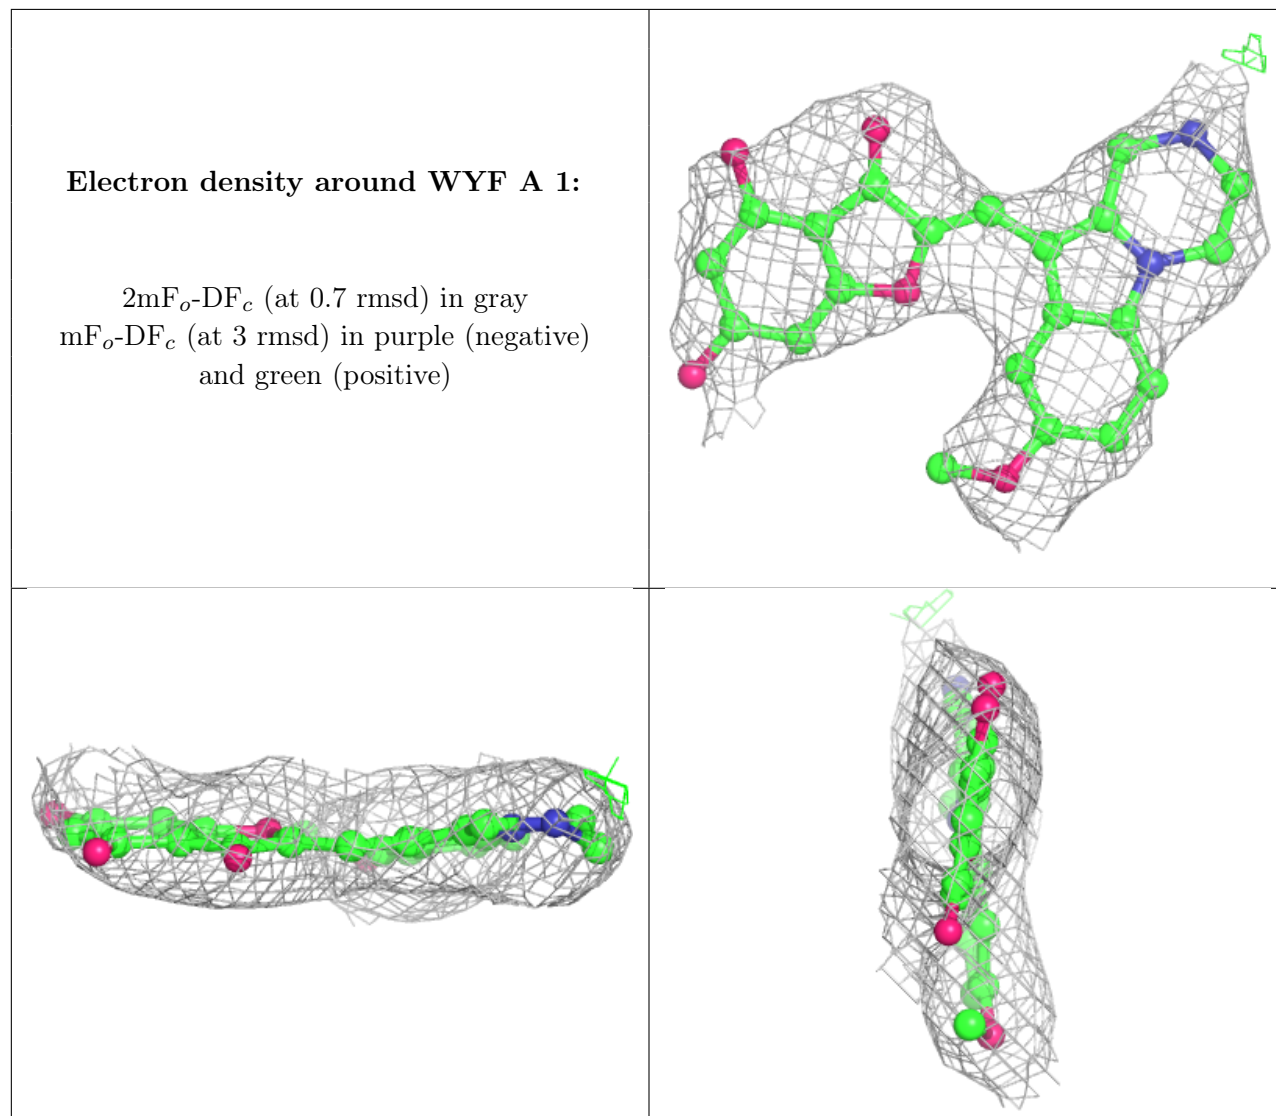 Electron density around WYF A 1:
2mFo-DFc (at 0.7 rmsd) in gray
mFo-DFc (at 3 rmsd) in purple (negative)
and green (positive)